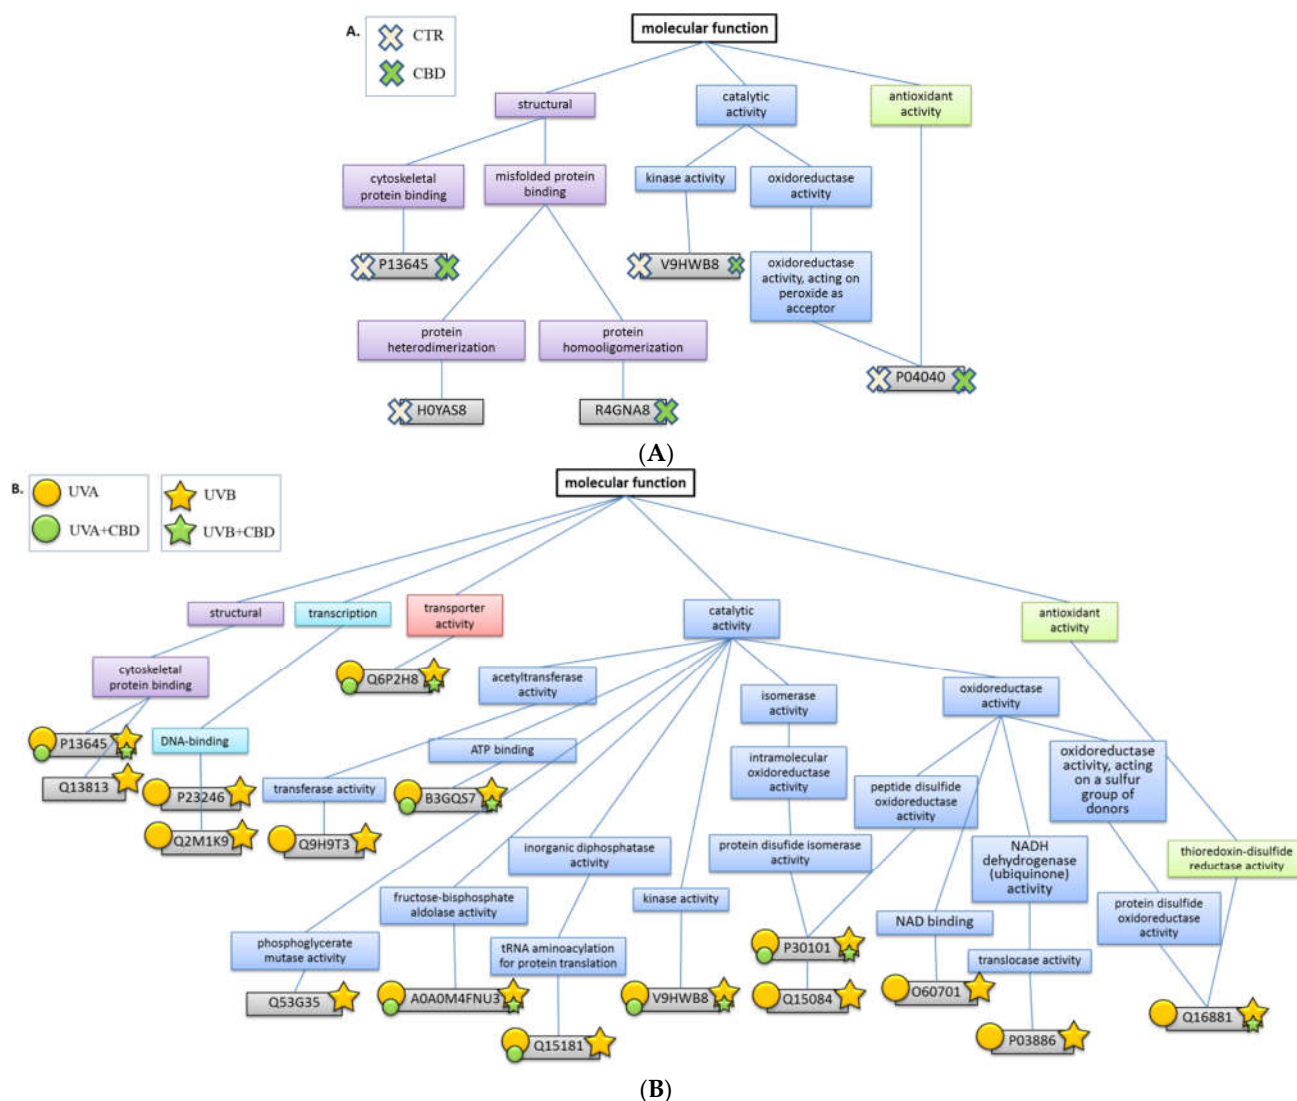 A.
CTR
CBD
molecular function
structural
catalytic
activity
antioxidant
activity
cytoskeletal
protein binding
misfolded protein
binding
kinase activity
oxidoreductase
activity
P13645
V9HWB8
oxidoreductase
activity, acting on
peroxide as
acceptor
protein
heterodimerization
protein
homooligomerization
P04040
H0YAS8
R4GNA8
(A)
B.
UVA
UVA+CBD
UVB
UVB+CBD
molecular function
structural
transcription
transporter
activity
catalytic
activity
antioxidant
activity
cytoskeletal
protein binding
Q6P2H8
acetyltransferase
activity
isomerase
activity
oxidoreductase
activity
P13645
DNA-binding
ATP binding
intramolecular
oxidoreductase
activity
oxidoreductase
activity, acting
on a sulfur
group of
donors
Q13813
P23246
transferase activity
B3GQS7
peptide disulfide
oxidoreductase
activity
Q2M1K9
Q9H9T3
inorganic diphosphatase
activity
protein disufide isomerase
activity
NADH
dehydrogenase
(ubiquinone)
activity
thioredoxin-disulfide
reductase activity
fructose-bisphosphate
aldolase activity
kinase activity
NAD binding
protein disulfide
oxidoreductase
activity
phosphoglycerate
mutase activity
tRNA aminoacylation
for protein translation
P30101
translocase activity
Q53G35
A0A0M4FNU3
V9HWB8
Q15084
O60701
Q16881
Q15181
P03886
(B)